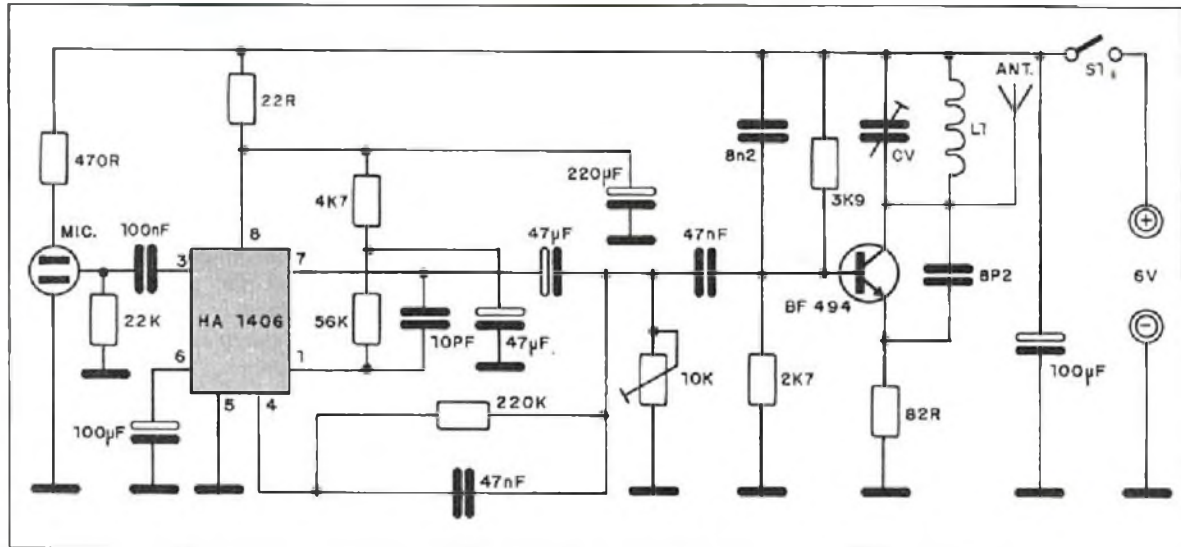 22R
S1
ANT.
470R
8n2
CV
L1
4K7
220µF
3K9
MIC.
100nF
8
47µF
47nF
3
7
HA 1406
BF 494
8P2
6V
22K
56K
10PF
47µF
6
1
10K
2K7
100µF
5
4
220K
82R
100µF
47nF